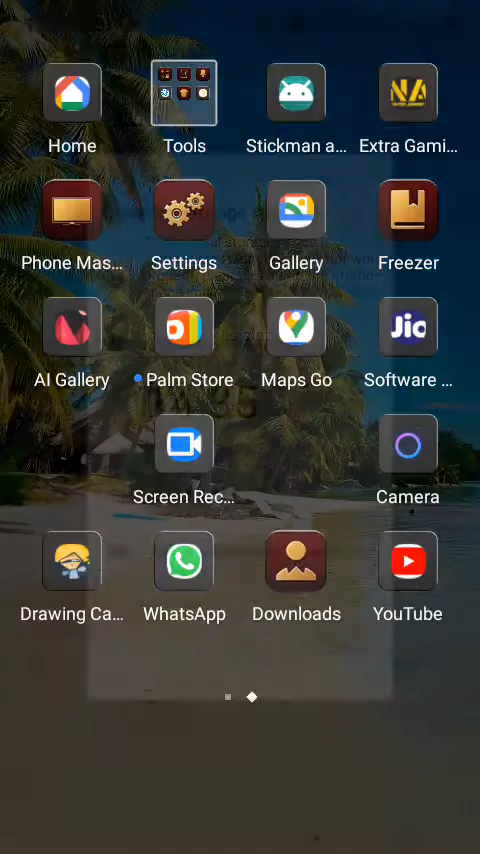 Home
Tools
Stickman a...
Extra Gami...
Phone Mas...
Settings
Gallery
Freezer
AI Gallery
Palm Store
Maps Go
Jio
Software ...
Screen Rec...
Camera
Drawing Ca...
WhatsApp
Downloads
YouTube